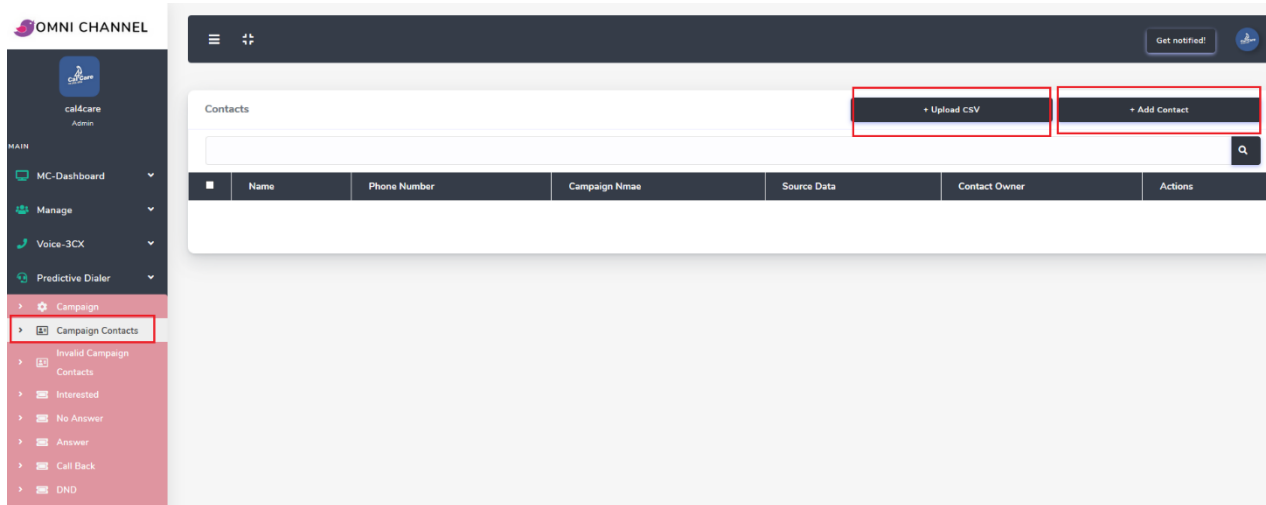 OMNI CHANNEL
Get notified!
cal4care
cal4care
Admin
MAIN
MC-Dashboard
Manage
Voice-3CX
Predictive Dialer
Campaign
Campaign Contacts
Invalid Campaign
Contacts
Interested
No Answer
Answer
Call Back
DND
Contacts
+ Upload CSV
+ Add Contact
Name Phone Number Campaign Nmae Source Data Contact Owner Actions